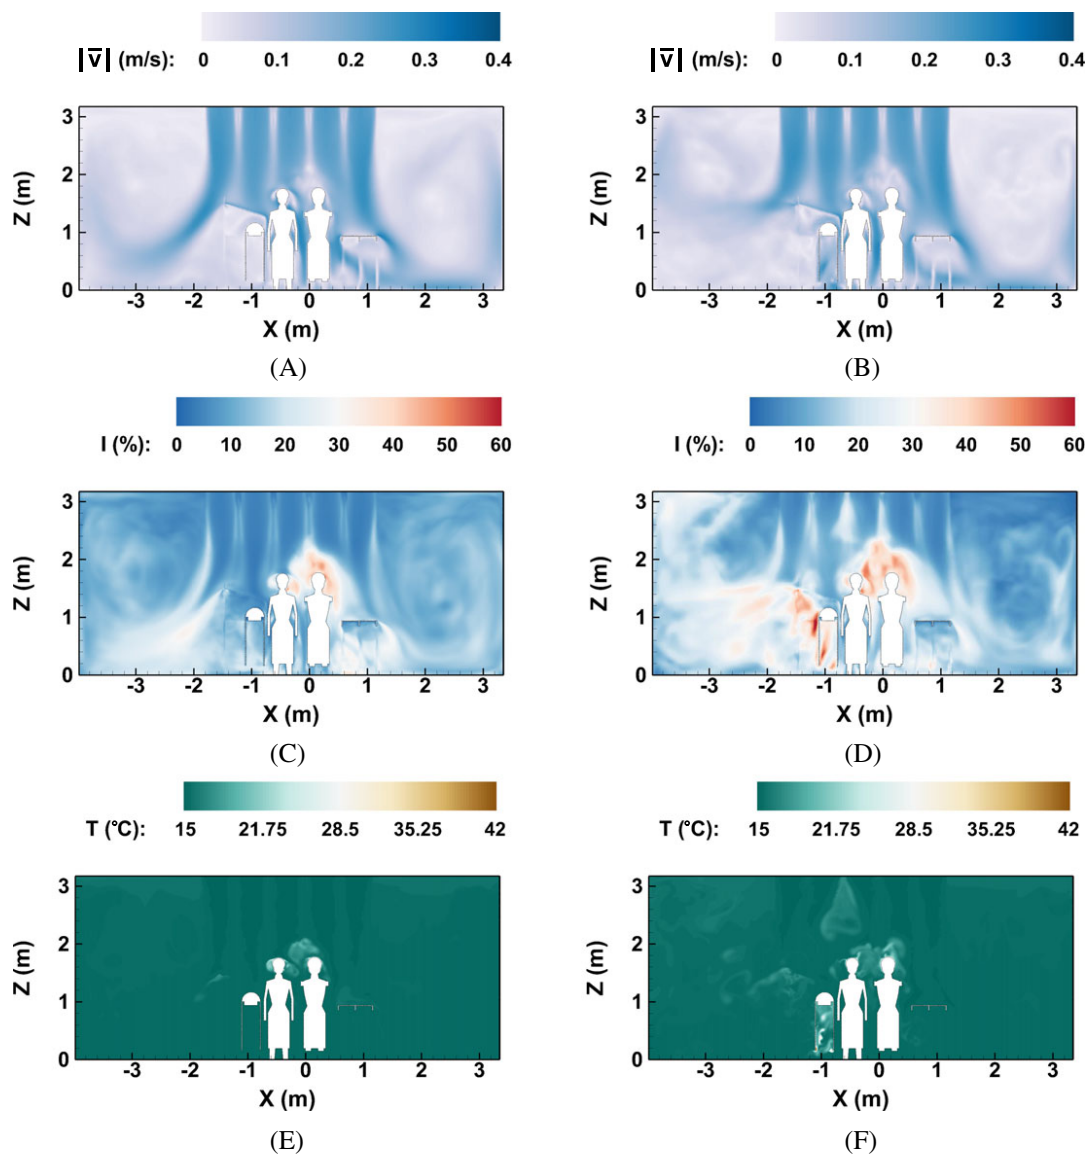 |v̅| (m/s): 0 0.1 0.2 0.3 0.4
|v̅| (m/s): 0 0.1 0.2 0.3 0.4
Z (m)
3
2
1
0
-3 -2 -1 0 1 2 3
X (m)
(A)
Z (m)
3
2
1
0
-3 -2 -1 0 1 2 3
X (m)
(B)
I (%): 0 10 20 30 40 50 60
I (%): 0 10 20 30 40 50 60
Z (m)
3
2
1
0
-3 -2 -1 0 1 2 3
X (m)
(C)
Z (m)
3
2
1
0
-3 -2 -1 0 1 2 3
X (m)
(D)
T (°C): 15 21.75 28.5 35.25 42
T (°C): 15 21.75 28.5 35.25 42
Z (m)
3
2
1
0
-3 -2 -1 0 1 2 3
X (m)
(E)
Z (m)
3
2
1
0
-3 -2 -1 0 1 2 3
X (m)
(F)